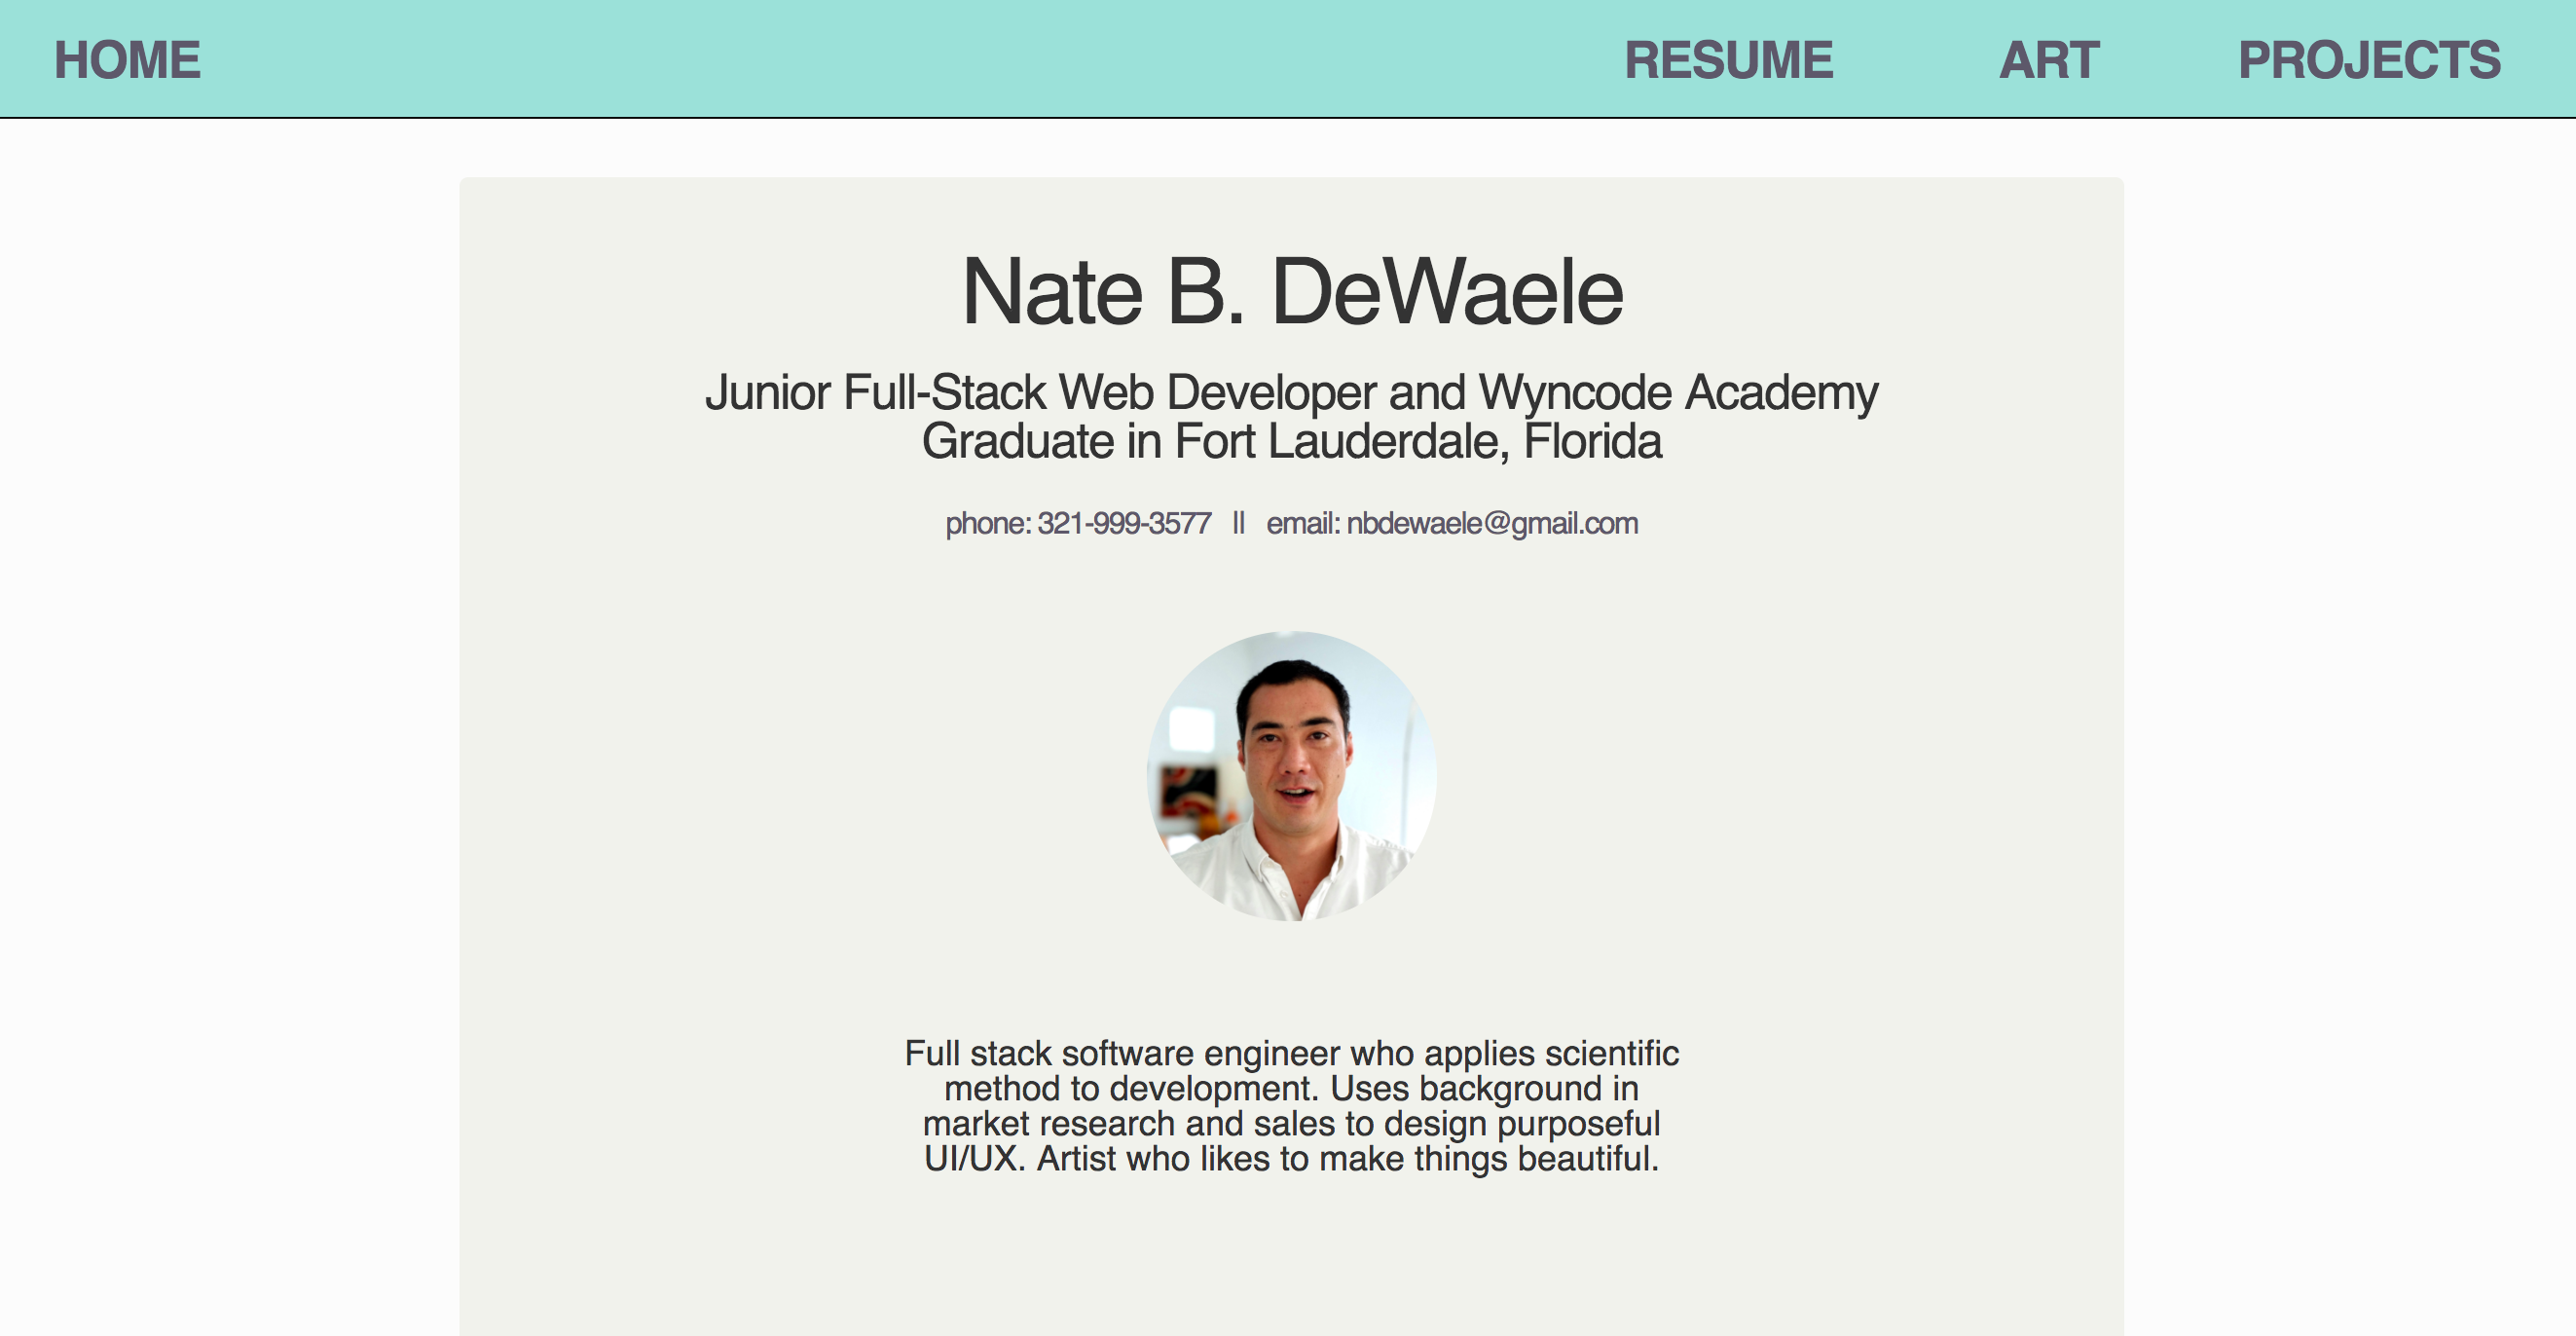 HOME RESUME ART PROJECTS
Nate B. DeWaele
Junior Full-Stack Web Developer and Wyncode Academy
Graduate in Fort Lauderdale, Florida
phone: 321-999-3577 || email: nbdewaele@gmail.com
Full stack software engineer who applies scientific
method to development. Uses background in
market research and sales to design purposeful
UI/UX. Artist who likes to make things beautiful.